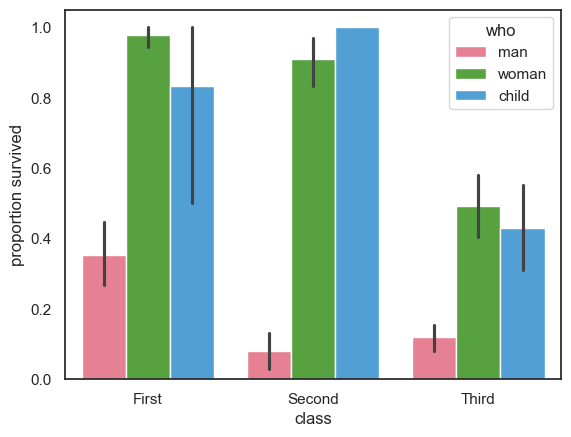 1.0
0.8
0.6
0.4
0.2
0.0
proportion survived
who
man
woman
child
First Second Third
class